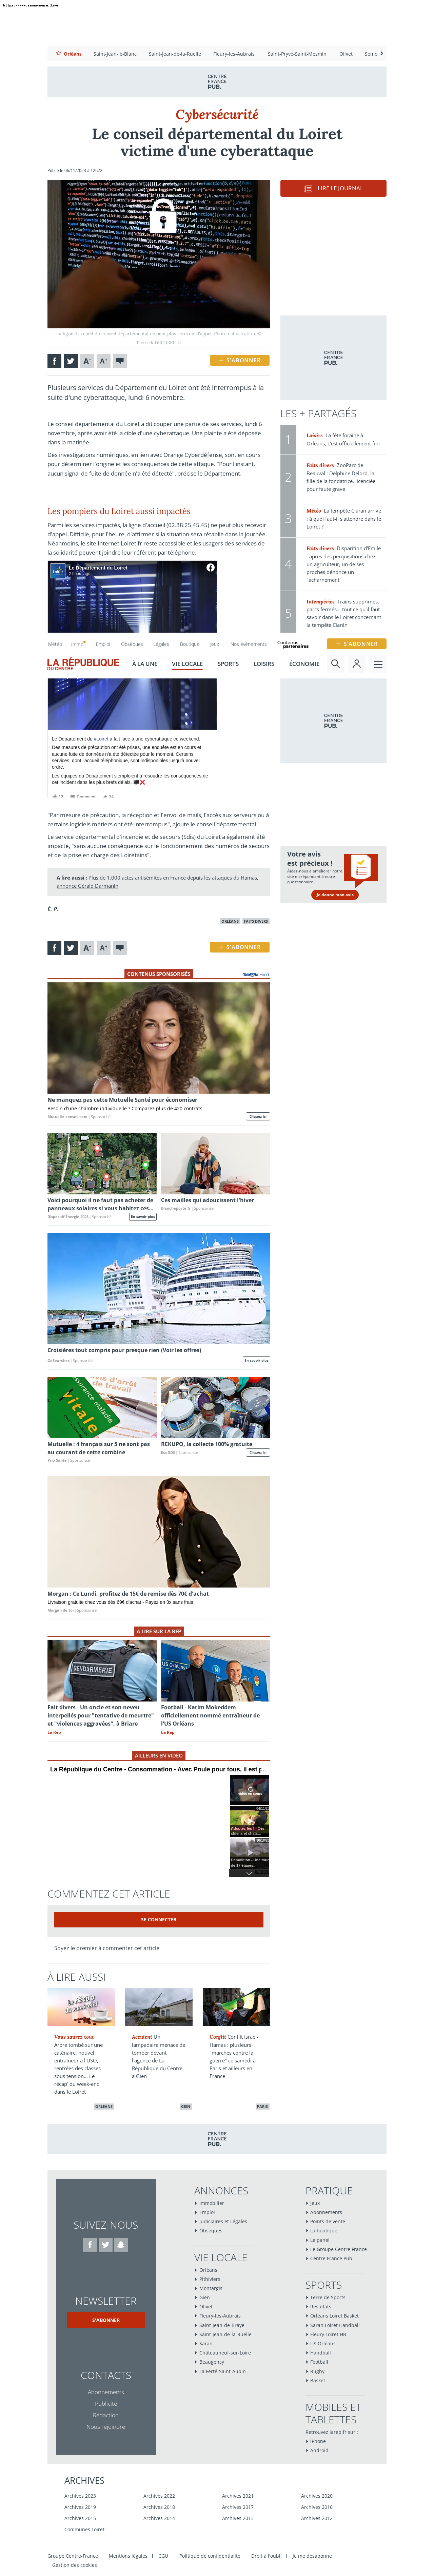 Orléans Saint-Jean-le-Blanc Saint-Jean-de-la-Ruelle Fleury-les-Aubrais Saint-Pryvé-Saint-Mesmin Olivet
CENTRE
FRANCE
PUB.
Cybersécurité
Le conseil départemental du Loiret
victime d'une cyberattaque
Publié le 06/11/2023 à 12h22
LIRE LE JOURNAL
La ligne d'accueil du conseil départemental ne peut plus recevoir d'appel. Photo d'illustration. ©
Patrick DELOBELLE
S'ABONNER
Plusieurs services du Département du Loiret ont été interrompus à la
suite d'une cyberattaque, lundi 6 novembre.
Le conseil départemental du Loiret a dû couper une partie de ses services, lundi 6
novembre, après avoir été la cible d'une cyberattaque. Une plainte a été déposée
dans la matinée.
Des investigations numériques, en lien avec Orange Cyberdéfense, sont en cours
pour déterminer l'origine et les conséquences de cette attaque. "Pour l'instant,
aucun signal de fuite de donnée n'a été détecté", précise le Département.
Les pompiers du Loiret aussi impactés
Parmi les services impactés, la ligne d'accueil (02.38.25.45.45) ne peut plus recevoir
d'appel. Difficile, pour l'heure, d'affirmer si la situation sera rétablie dans la journée.
Néanmoins, le site Internet Loiret.fr est bien accessible et les usagers des services de
la solidarité peuvent joindre leur référent par téléphone.
CENTRE
FRANCE
PUB.
LES + PARTAGÉS
1
Loisirs La fête foraine à
Orléans, c'est officiellement fini
2
Faits divers ZooParc de
Beauval : Delphine Delord, la
fille de la fondatrice, licenciée
pour faute grave
3
Météo La tempête Ciaran arrive
: à quoi faut-il s'attendre dans le
Loiret ?
4
Faits divers Disparition d'Emile
: après des perquisitions chez
un agriculteur, un de ses
proches dénonce un
"acharnement"
5
Intempéries Trains supprimés,
parcs fermés... tout ce qu'il faut
savoir dans le Loiret concernant
la tempête Ciarán
Le Département du Loiret
Météo Immo Emploi Obsèques Légales Boutique Jeux Nos événements Contenus
partenaires
S'ABONNER
LA RÉPUBLIQUE
DU CENTRE
À LA UNE VIE LOCALE SPORTS LOISIRS ÉCONOMIE
Le Département du #Loiret a fait face à une cyberattaque ce weekend.
Des mesures de précaution ont été prises, une enquête est en cours et
aucune fuite de données n'a été détectée pour le moment. Certains
services, dont l'accueil téléphonique, sont indisponibles jusqu'à nouvel
ordre.
Les équipes du Département s'emploient à résoudre les conséquences de
cet incident dans les plus brefs délais.
CENTRE
FRANCE
PUB.
"Par mesure de précaution, la réception et l'envoi de mails, l'accès aux serveurs ou à
certains logiciels métiers sont interrompus", ajoute le conseil départemental.
Le service départemental d'incendie et de secours (Sdis) du Loiret a également été
impacté, "sans aucune conséquence sur le fonctionnement des numéros de secours
et de la prise en charge des Loirétains".
Votre avis
est précieux !
Aidez-nous à améliorer notre
site en répondant à notre
questionnaire.
Je donne mon avis
A lire aussi : Plus de 1.000 actes antisémites en France depuis les attaques du Hamas,
annonce Gérald Darmanin
É. P.
ORLÉANS FAITS DIVERS
S'ABONNER
CONTENUS SPONSORISÉS
Taboola Feed
Ne manquez pas cette Mutuelle Santé pour économiser
Besoin d'une chambre individuelle ? Comparez plus de 420 contrats.
Mutuelle-conseil.com | Sponsorisé
Cliquez ici
Voici pourquoi il ne faut pas acheter de
panneaux solaires si vous habitez ces...
Dispositif Énergie 2023 | Sponsorisé
En savoir plus
Ces mailles qui adoucissent l'hiver
Blancheporte.fr | Sponsorisé
Croisières tout compris pour presque rien (Voir les offres)
GoSearches | Sponsorisé
En savoir plus
Mutuelle : 4 français sur 5 ne sont pas
au courant de cette combine
Prix Santé | Sponsorisé
REKUPO, la collecte 100% gratuite
EcoDDS | Sponsorisé
Cliquez ici
Morgan : Ce Lundi, profitez de 15€ de remise dès 70€ d'achat
Livraison gratuite chez vous dès 69€ d'achat - Payez en 3x sans frais
Morgan de toi | Sponsorisé
A LIRE SUR LA REP
GENDARMERIE
Fait divers - Un oncle et son neveu
interpellés pour "tentative de meurtre"
et "violences aggravées", à Briare
La Rep
Football - Karim Mokeddem
officiellement nommé entraîneur de
l'US Orléans
La Rep
AILLEURS EN VIDÉO
La République du Centre - Consommation - Avec Poule pour tous, il est p
COMMENTEZ CET ARTICLE
SE CONNECTER
Soyez le premier à commenter cet article
À LIRE AUSSI
Vous saurez tout
Arbre tombé sur une
caténaire, nouvel
entraîneur à l'USO,
rentrées des classes
sous tension... Le
récap' du week-end
dans le Loiret
ORLEANS
Accident Un
lampadaire menace de
tomber devant
l'agence de La
République du Centre,
à Gien
GIEN
Conflit Conflit Israël-
Hamas : plusieurs
"marches contre la
guerre" ce samedi à
Paris et ailleurs en
France
PARIS
CENTRE
FRANCE
PUB.
SUIVEZ-NOUS
NEWSLETTER
S'ABONNER
CONTACTS
Abonnements
Publicité
Rédaction
Nous rejoindre
ANNONCES
Immobilier
Emploi
Judiciaires et Légales
Obsèques
VIE LOCALE
Orléans
Pithiviers
Montargis
Gien
Olivet
Fleury-les-Aubrais
Saint-Jean-de-Braye
Saint-Jean-de-la-Ruelle
Saran
Châteauneuf-sur-Loire
Beaugency
La Ferté-Saint-Aubin
PRATIQUE
Jeux
Abonnements
Points de vente
La boutique
Le panel
Le Groupe Centre France
Centre France Pub
SPORTS
Terre de Sports
Résultats
Orléans Loiret Basket
Saran Loiret Handball
Fleury Loiret HB
US Orléans
Handball
Football
Rugby
Basket
MOBILES ET
TABLETTES
Retrouvez larep.fr sur :
iPhone
Android
ARCHIVES
Archives 2023 Archives 2022 Archives 2021 Archives 2020
Archives 2019 Archives 2018 Archives 2017 Archives 2016
Archives 2015 Archives 2014 Archives 2013 Archives 2012
Communes Loiret
Groupe Centre-France | Mentions légales | CGU | Politique de confidentialité | Droit à l'oubli | Je me désabonne |
Gestion des cookies